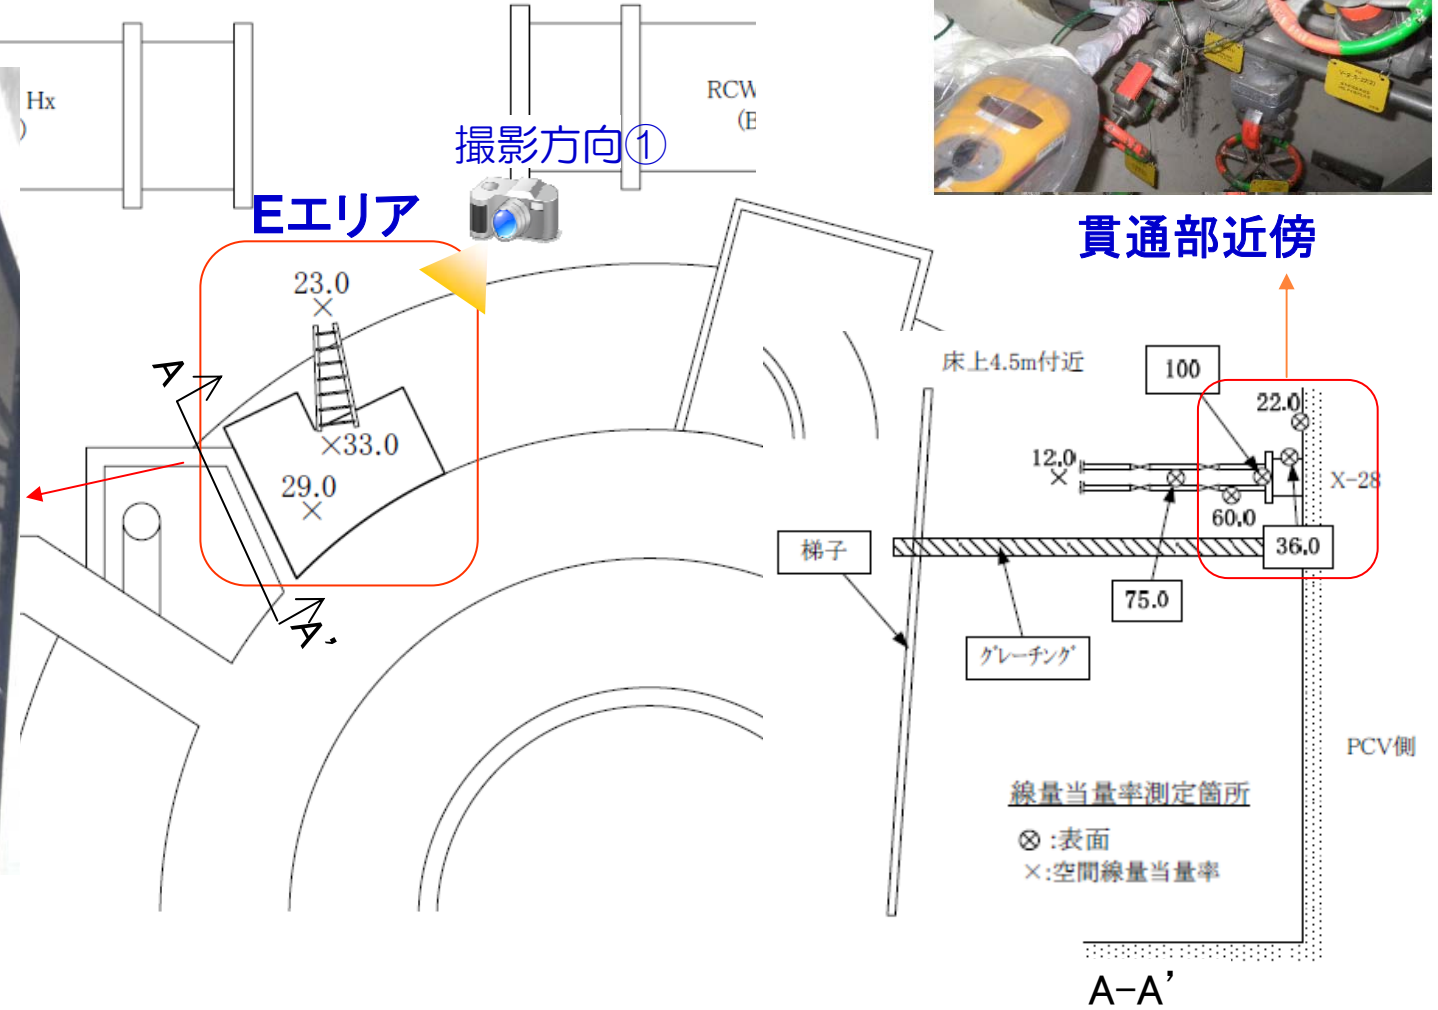 Hx
)
RCW
(E
撮影方向①
Eエリア
貫通部近傍
23.0
×33.0
29.0
×
A
A’
床上4.5m付近
100
22.0
12.0
×
X-28
60.0
36.0
梯子
75.0
グレーチング
PCV側
線量当量率測定箇所
⊗:表面
×:空間線量当量率
A-A’